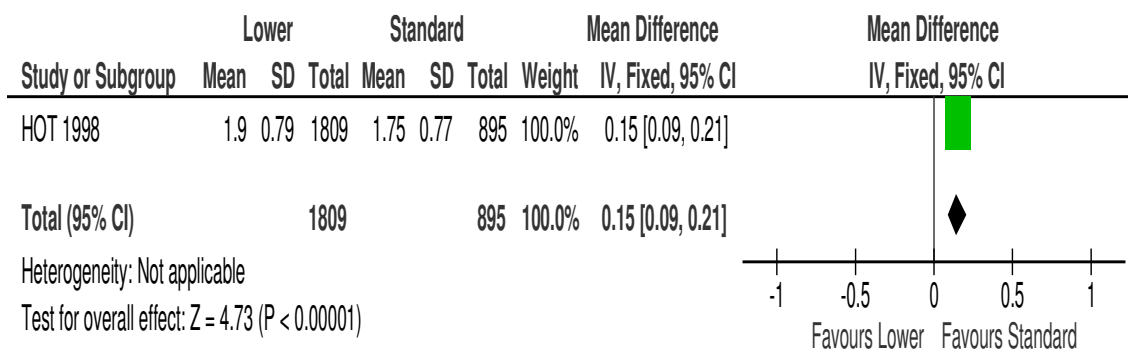 Lower Standard Mean Difference Mean Difference
Study or Subgroup Mean SD Total Mean SD Total Weight IV, Fixed, 95% CI IV, Fixed, 95% CI
HOT 1998 1.9 0.79 1809 1.75 0.77 895 100.0% 0.15 [0.09, 0.21]
Total (95% CI) 1809 895 100.0% 0.15 [0.09, 0.21]
Heterogeneity: Not applicable
Test for overall effect: Z = 4.73 (P < 0.00001)
-1 -0.5 0 0.5 1
Favours Lower Favours Standard